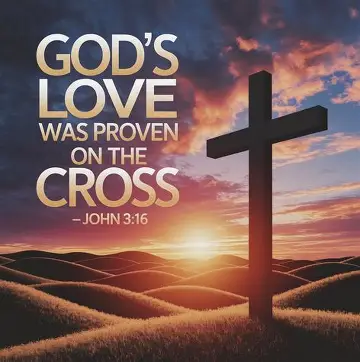 GOD'S
LOVE
WAS PROVEN
ON THE
CROSS
– JOHN 3:16